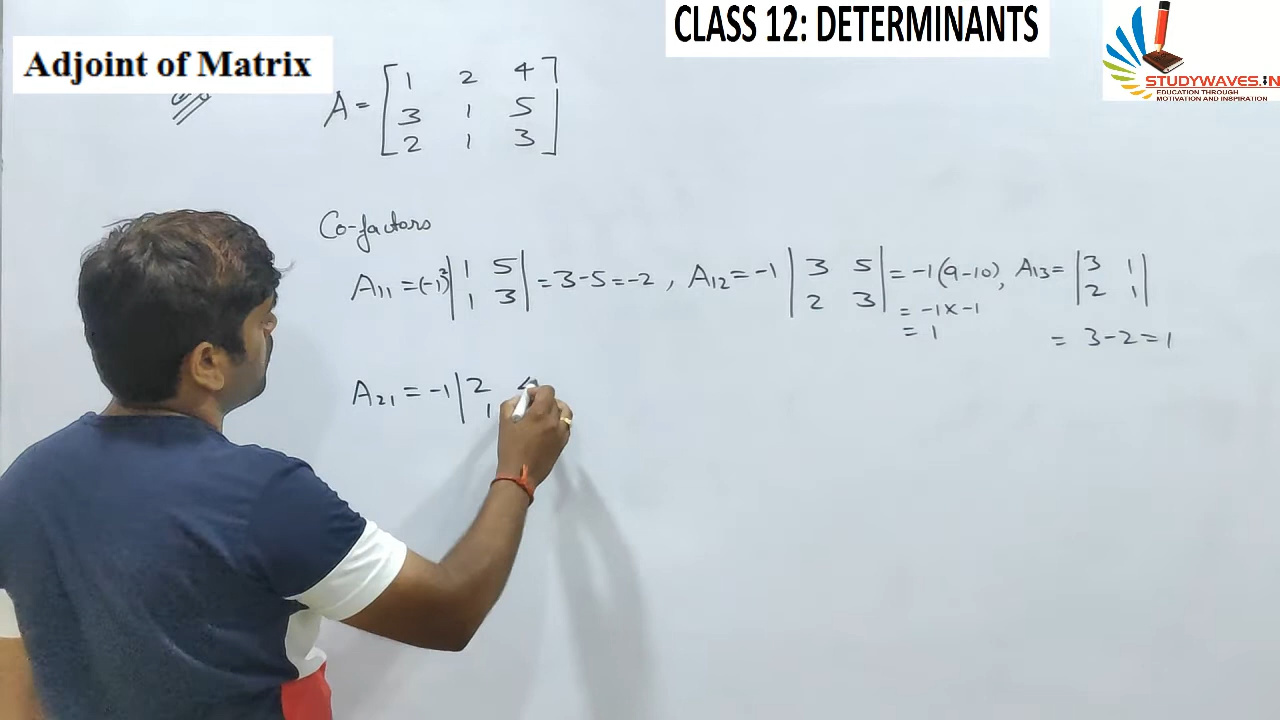 CLASS 12: DETERMINANTS
Adjoint of Matrix
STUDYWAVES.IN
EDUCATION THROUGH
MOTIVATION AND INSPIRATION
A = [1 2 4
3 1 5
2 1 3]
Co-factors
A₁₁ = (-1)² |1 5| = 3-5 = -2 , A₁₂ = -1 |3 5| = -1(9-10), A₁₃ = |3 1|
|1 3| |2 3| = -1x-1 |2 1|
= 1 = 3-2=1
A₂₁ = -1 |2 4
1